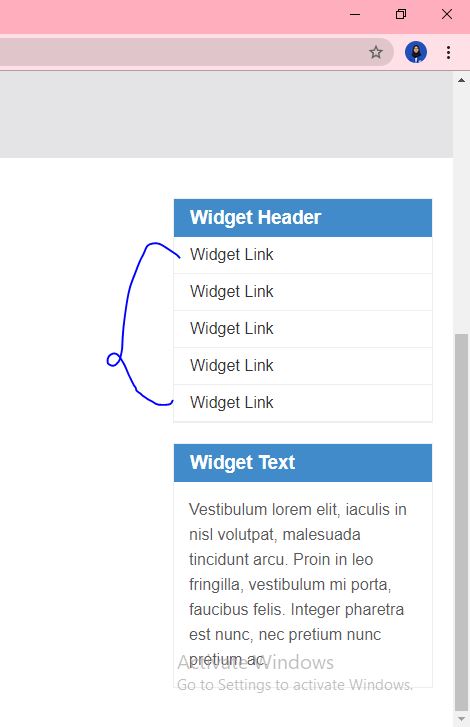 Widget Header
Widget Link
Widget Link
Widget Link
Widget Link
Widget Link
Widget Text
Vestibulum lorem elit, iaculis in
nisl volutpat, malesuada
tincidunt arcu. Proin in leo
fringilla, vestibulum mi porta,
faucibus felis. Integer pharetra
est nunc, nec pretium nunc
pretium ac.
Activate Windows
Go to Settings to activate Windows.